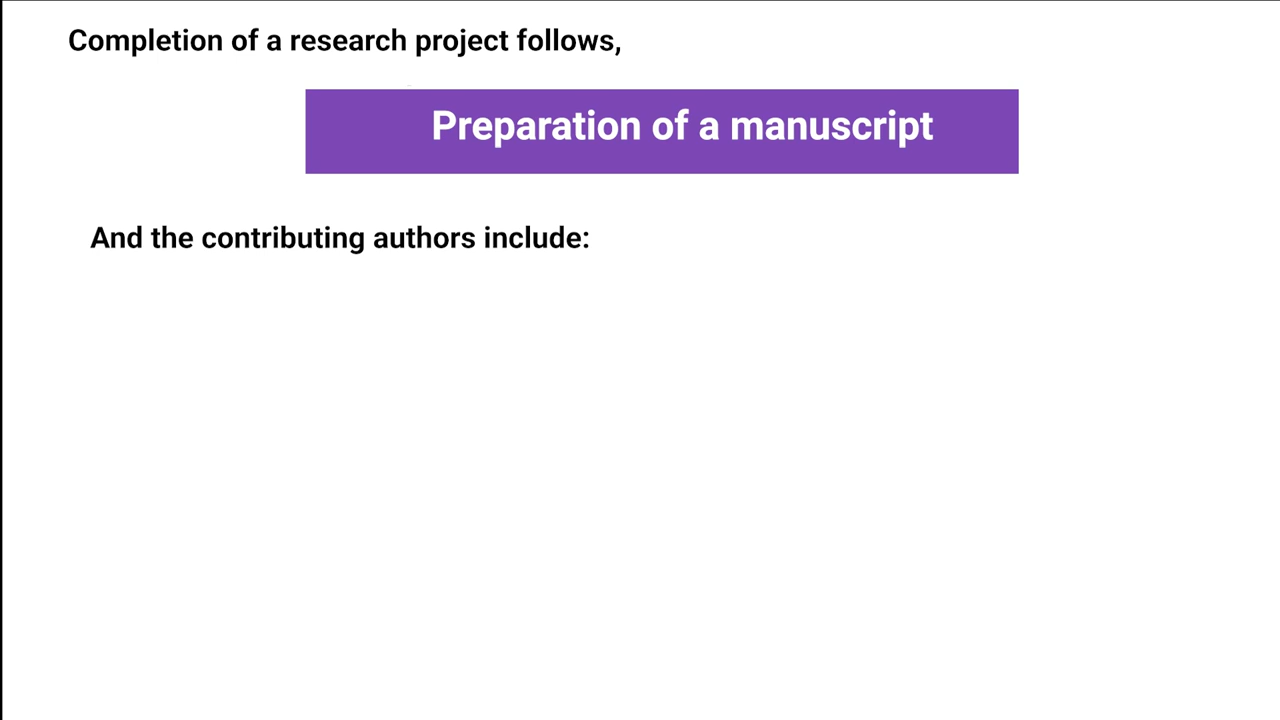 Completion of a research project follows,
Preparation of a manuscript
And the contributing authors include: